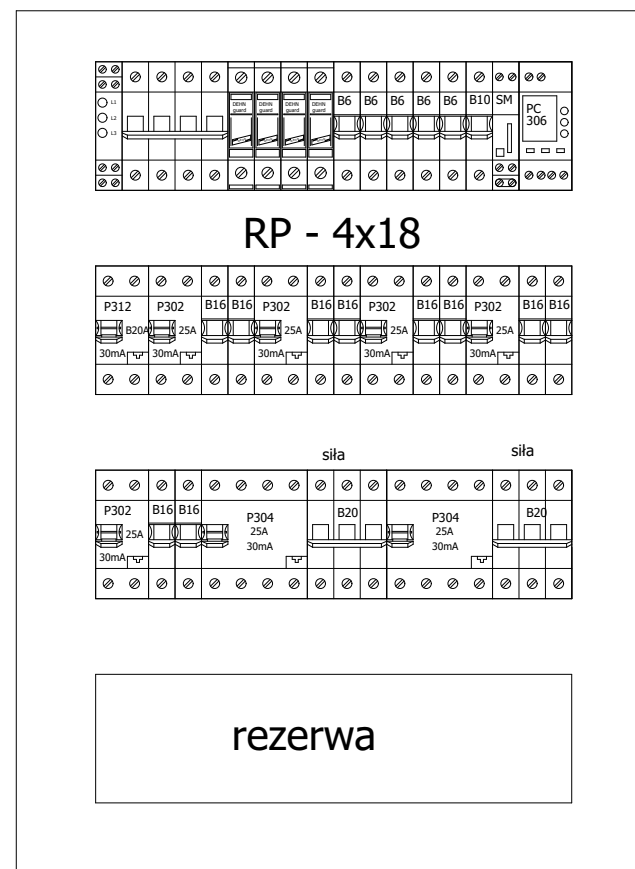 L1
L2
L3
DEHN guard
DEHN guard
DEHN guard
DEHN guard
B6 B6 B6 B6 B6 B10 SM
PC
306
RP - 4x18
P312 P302 B16 B16 P302 B16 B16 P302 B16 B16 P302 B16 B16
B20A 25A 25A 25A 25A
30mA 30mA 30mA 30mA 30mA
siła siła
P302 B16 B16 P304 B20 P304 B20
25A 25A 25A
30mA 30mA 30mA
rezerwa